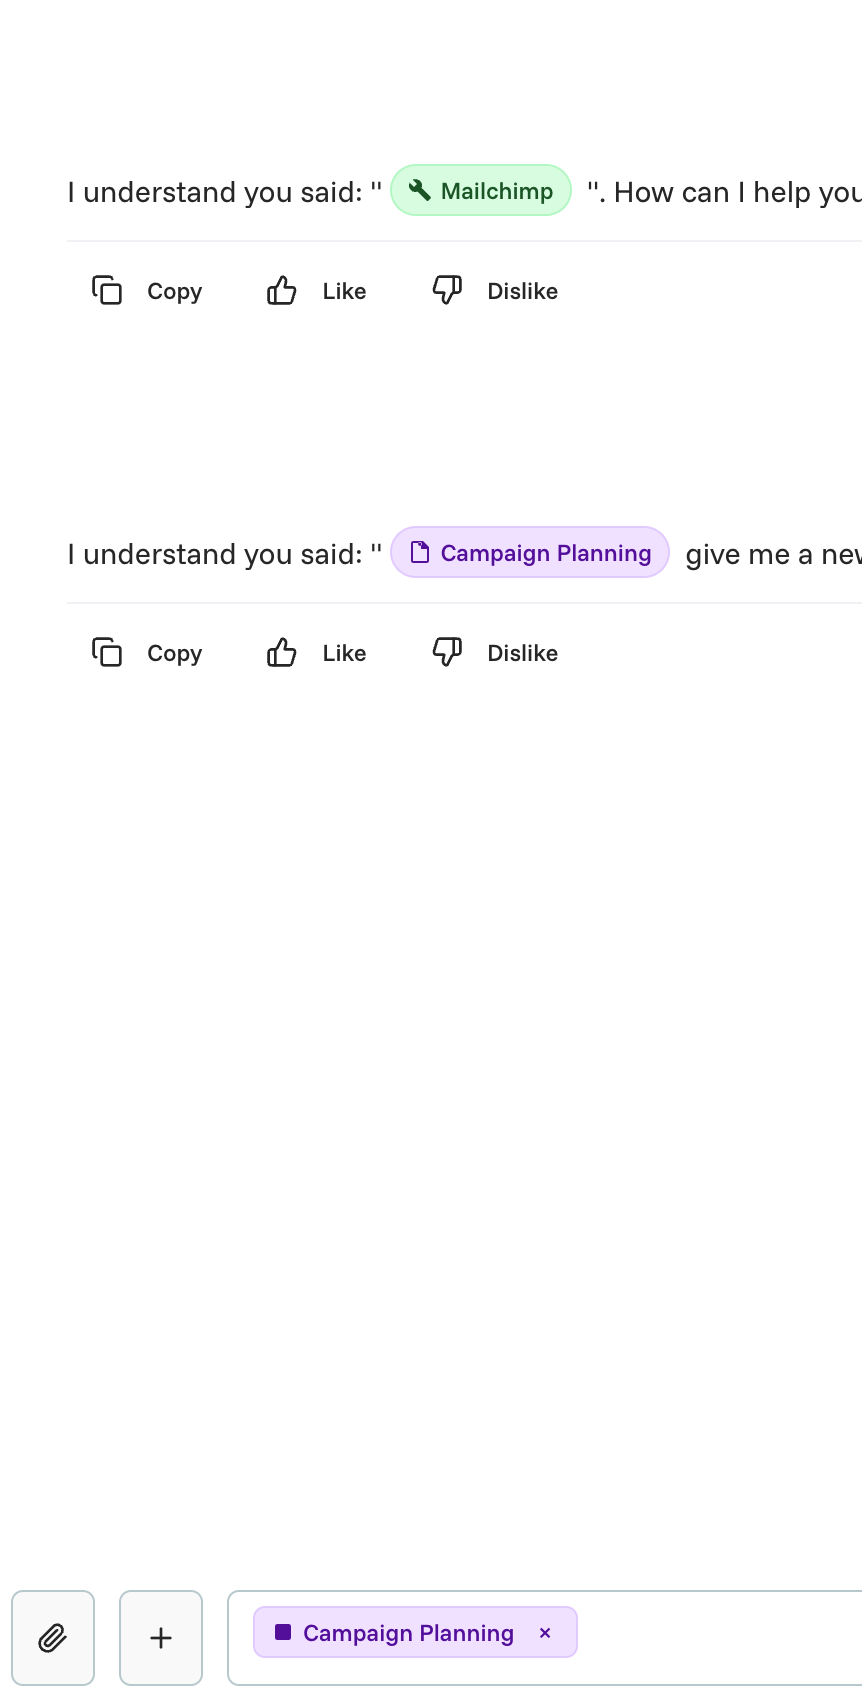 I understand you said: " Mailchimp ". How can I help you
Copy Like Dislike
I understand you said: " Campaign Planning give me a new
Copy Like Dislike
Campaign Planning ×